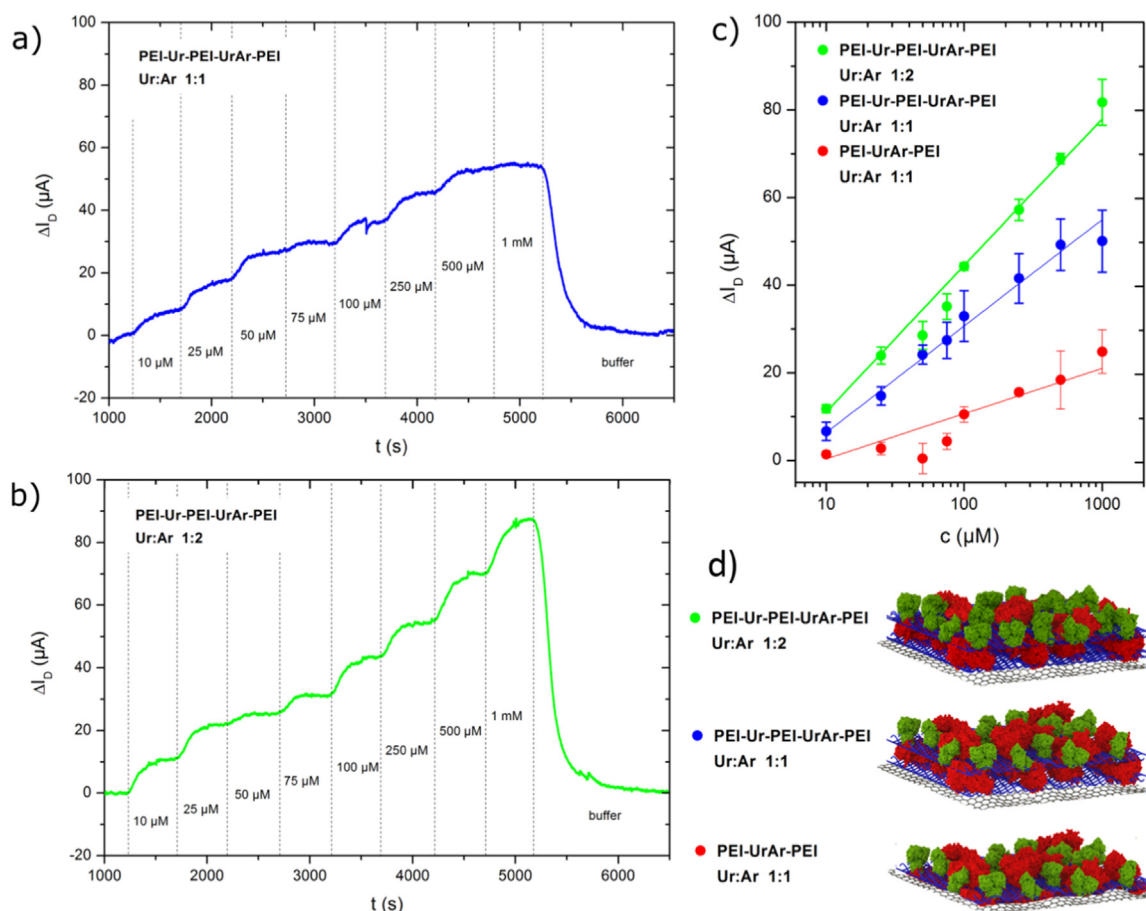 a)
PEI-Ur-PEI-UrAr-PEI
Ur:Ar 1:1
100
80
60
40
20
0
-20
ΔI_D (µA)
10 µM
25 µM
50 µM
75 µM
100 µM
250 µM
500 µM
1 mM
buffer
1000 2000 3000 4000 5000 6000
t (s)
b)
PEI-Ur-PEI-UrAr-PEI
Ur:Ar 1:2
100
80
60
40
20
0
-20
ΔI_D (µA)
10 µM
25 µM
50 µM
75 µM
100 µM
250 µM
500 µM
1 mM
buffer
1000 2000 3000 4000 5000 6000
t (s)
c)
PEI-Ur-PEI-UrAr-PEI
Ur:Ar 1:2
PEI-Ur-PEI-UrAr-PEI
Ur:Ar 1:1
PEI-UrAr-PEI
Ur:Ar 1:1
100
80
60
40
20
0
ΔI_D (µA)
10 100 1000
c (µM)
d)
PEI-Ur-PEI-UrAr-PEI
Ur:Ar 1:2
PEI-Ur-PEI-UrAr-PEI
Ur:Ar 1:1
PEI-UrAr-PEI
Ur:Ar 1:1